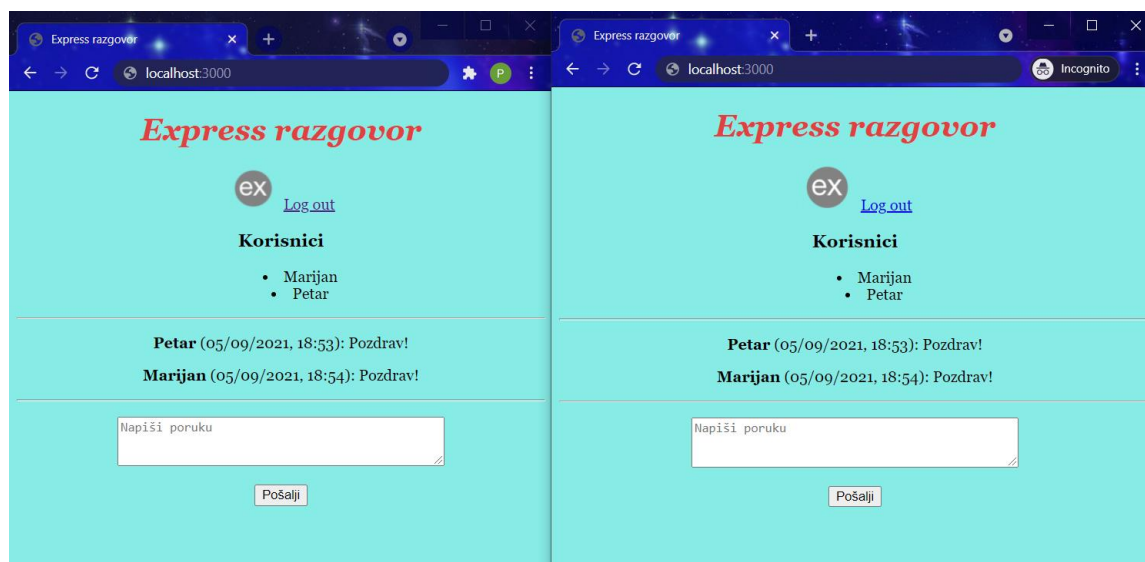 Express razgovor
localhost:3000
P
Express razgovor
ex
Log out
Korisnici
• Marijan
• Petar
Petar (05/09/2021, 18:53): Pozdrav!
Marijan (05/09/2021, 18:54): Pozdrav!
Napiši poruku
Pošalji
Express razgovor
localhost:3000
Incognito
Express razgovor
ex
Log out
Korisnici
• Marijan
• Petar
Petar (05/09/2021, 18:53): Pozdrav!
Marijan (05/09/2021, 18:54): Pozdrav!
Napiši poruku
Pošalji